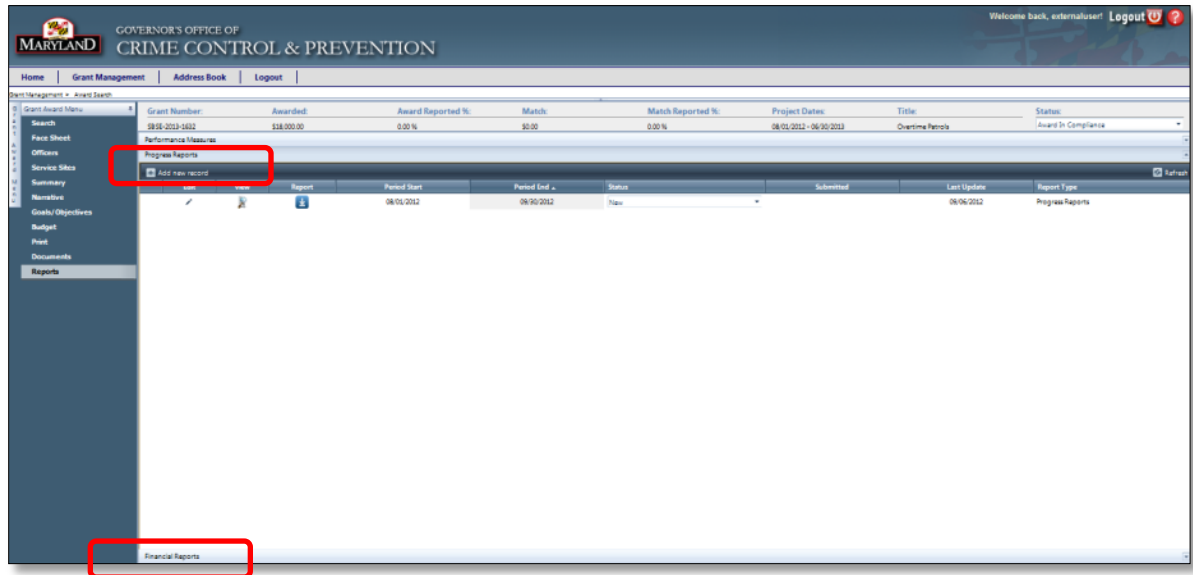 Welcome back, externaluser! Logout
MARYLAND
GOVERNOR'S OFFICE OF
CRIME CONTROL & PREVENTION
Home | Grant Management | Address Book | Logout |
Grant Management > Award Search
Grant Award Menu
Search
Face Sheet
Officers
Service Sites
Summary
Narrative
Goals/Objectives
Budget
Print
Documents
Reports
Grant Number: Awarded: Award Reported %: Match: Match Reported %: Project Dates: Title: Status:
SBSE-2013-1632 $18,000.00 0.00 % $0.00 0.00 % 08/01/2012 - 06/30/2013 Overtime Patrols Award In Compliance
Performance Measures
Progress Reports
Add new record Refresh
Edit View Report Period Start Period End Status Submitted Last Update Report Type
08/01/2012 09/30/2012 New 09/06/2012 Progress Reports
Financial Reports